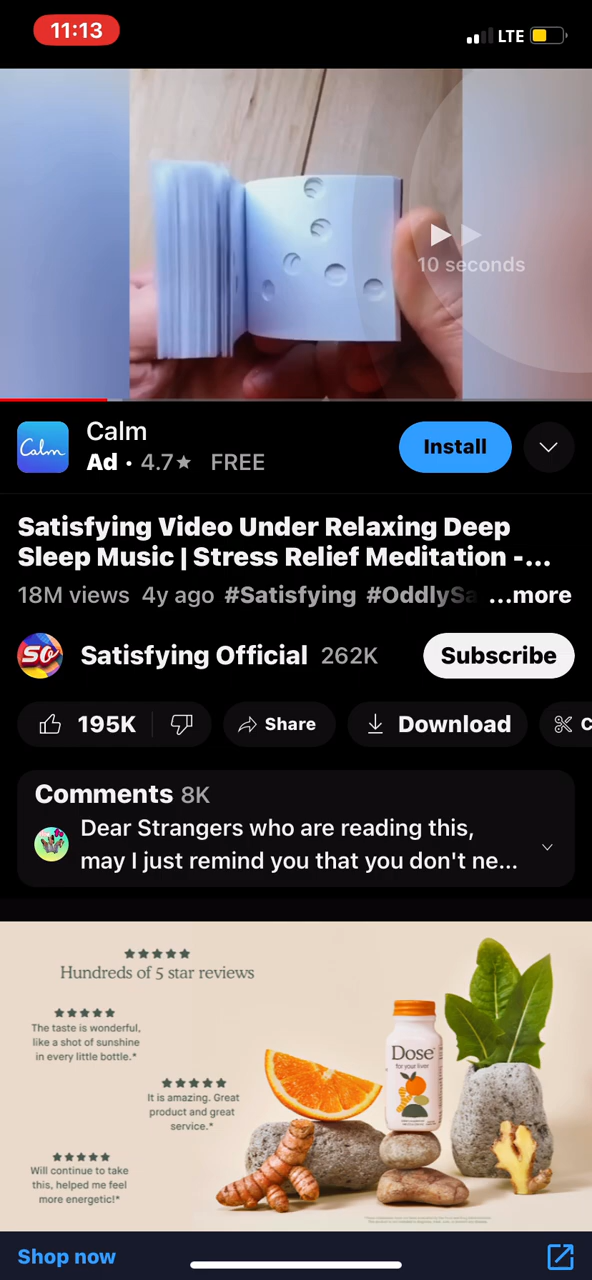 11:13
LTE
10 seconds
Calm
Calm
Ad • 4.7★ FREE
Install
Satisfying Video Under Relaxing Deep
Sleep Music | Stress Relief Meditation -...
18M views 4y ago #Satisfying #OddlySa ...more
SO
Satisfying Official 262K
Subscribe
195K
Share
Download
C
Comments 8K
Dear Strangers who are reading this,
may I just remind you that you don't ne...
★★★★★
Hundreds of 5 star reviews
★★★★★
The taste is wonderful,
like a shot of sunshine
in every little bottle.*
★★★★★
It is amazing. Great
product and great
service.*
★★★★★
Will continue to take
this, helped me feel
more energetic!*
Dose
for your liver
Shop now